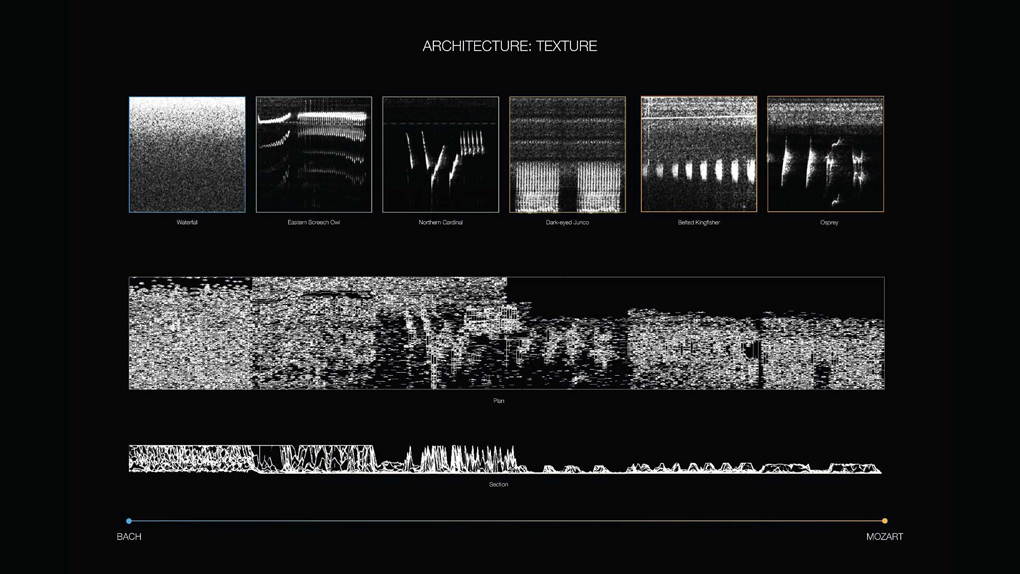 ARCHITECTURE: TEXTURE
Waterfall
Eastern Screech Owl
Northern Cardinal
Dark-eyed Junco
Belted Kingfisher
Osprey
Plan
Section
BACH
MOZART